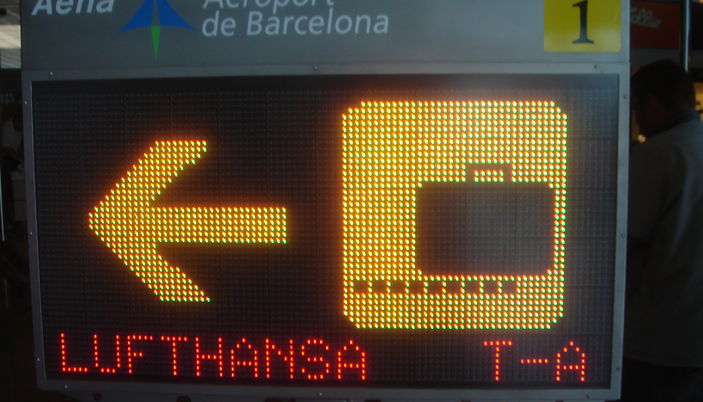 Aena
Aeroport
de Barcelona
1
LUFTHANSA T-A